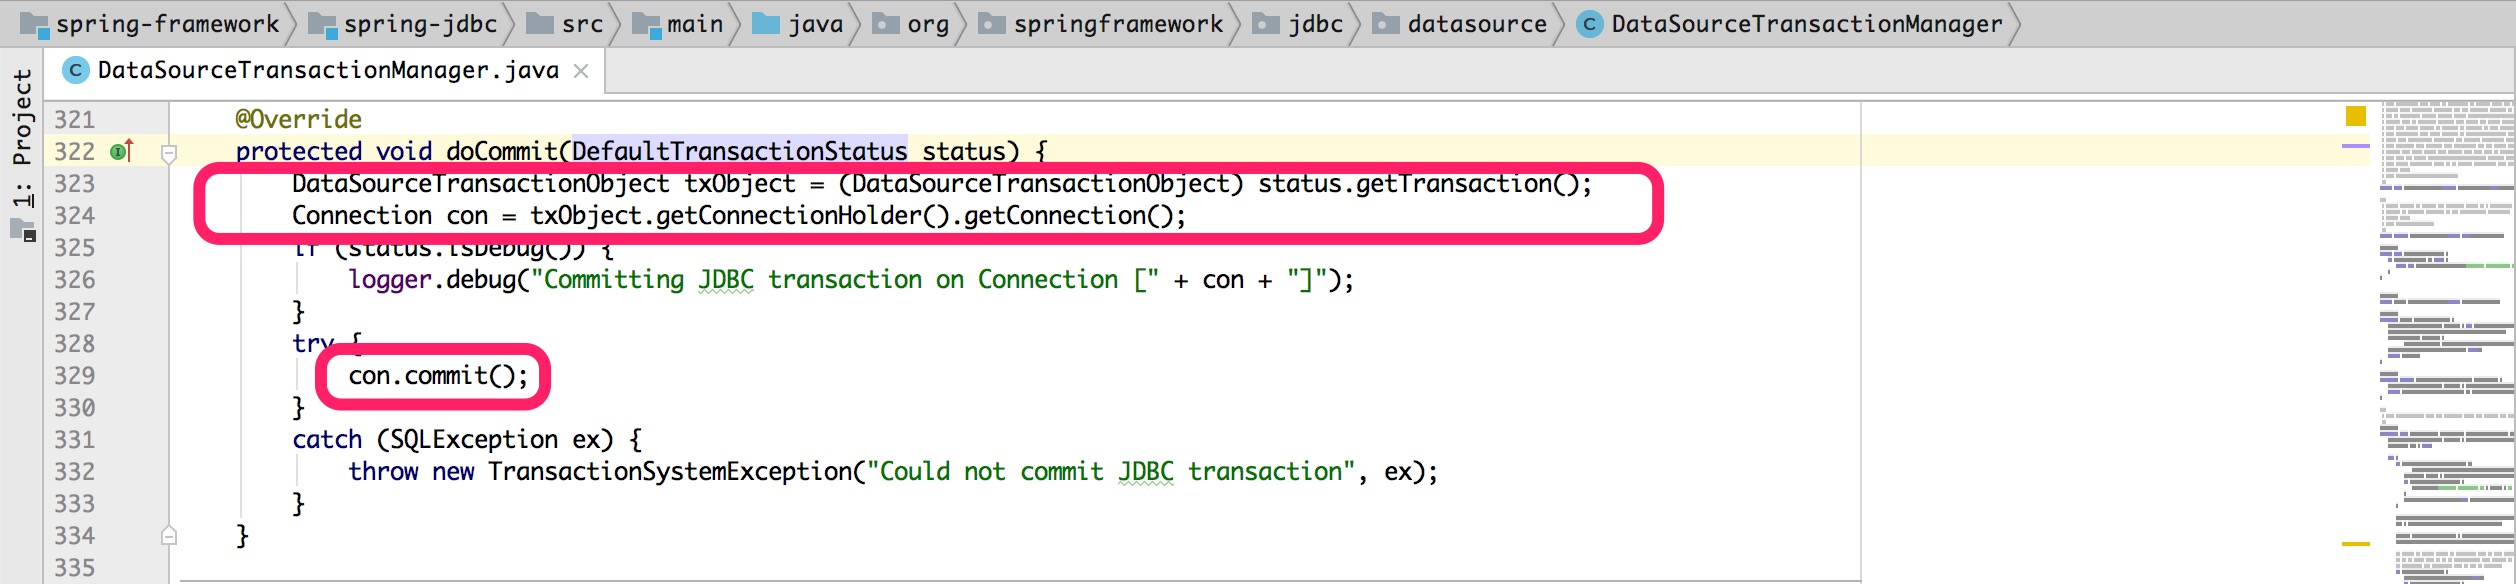 spring-framework spring-jdbc src main java org springframework jdbc datasource DataSourceTransactionManager
DataSourceTransactionManager.java
1: Project
321 @Override
322 protected void doCommit(DefaultTransactionStatus status) {
323 DataSourceTransactionObject txObject = (DataSourceTransactionObject) status.getTransaction();
324 Connection con = txObject.getConnectionHolder().getConnection();
325 if (status.isDebug()) {
326 logger.debug("Committing JDBC transaction on Connection [" + con + "]");
327 }
328 try {
329 con.commit();
330 }
331 catch (SQLException ex) {
332 throw new TransactionSystemException("Could not commit JDBC transaction", ex);
333 }
334 }
335